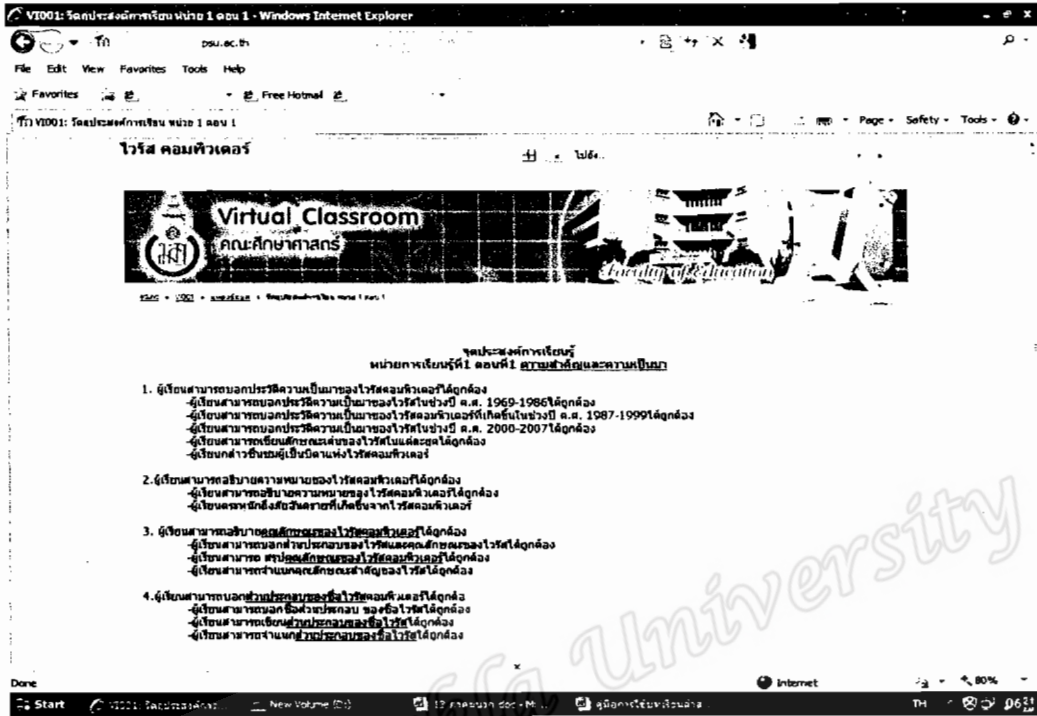 VI001: วัตถุประสงค์การเรียน หน่วย 1 ตอน 1 - Windows Internet Explorer
psu.ac.th
File Edit View Favorites Tools Help
Favorites Free Hotmail
VI001: วัตถุประสงค์การเรียน หน่วย 1 ตอน 1
Page Safety Tools
ไวรัส คอมพิวเตอร์
ไปยัง..
Virtual Classroom
คณะศึกษาศาสตร์
Faculty of Education
จุดประสงค์การเรียนรู้
หน่วยการเรียนรู้ที่1 ตอนที่1 ความสำคัญและความเป็นมา
1. ผู้เรียนสามารถบอกประวัติความเป็นมาของไวรัสคอมพิวเตอร์ได้ถูกต้อง
-ผู้เรียนสามารถบอกประวัติความเป็นมาของไวรัสในช่วงปี ค.ศ. 1969-1986ได้ถูกต้อง
-ผู้เรียนสามารถบอกประวัติความเป็นมาของไวรัสคอมพิวเตอร์ที่เกิดขึ้นในช่วงปี ค.ศ. 1987-1999ได้ถูกต้อง
-ผู้เรียนสามารถบอกประวัติความเป็นมาของไวรัสในช่วงปี ค.ศ. 2000-2007ได้ถูกต้อง
-ผู้เรียนสามารถเขียนลักษณะเด่นของไวรัสในแต่ละยุคได้ถูกต้อง
-ผู้เรียนกล่าวชื่นชมผู้เป็นบิดาแห่งไวรัสคอมพิวเตอร์
2.ผู้เรียนสามารถอธิบายความหมายของไวรัสคอมพิวเตอร์ได้ถูกต้อง
-ผู้เรียนสามารถอธิบายความหมายของไวรัสคอมพิวเตอร์ได้ถูกต้อง
-ผู้เรียนตระหนักถึงภัยอันตรายที่เกิดขึ้นจากไวรัสคอมพิวเตอร์
3. ผู้เรียนสามารถอธิบายคุณลักษณะของไวรัสคอมพิวเตอร์ได้ถูกต้อง
-ผู้เรียนสามารถบอกส่วนประกอบของไวรัสและคุณลักษณะของไวรัสได้ถูกต้อง
-ผู้เรียนสามารถ สรุปคุณลักษณะของไวรัสคอมพิวเตอร์ได้ถูกต้อง
-ผู้เรียนสามารถจำแนกคุณลักษณะสำคัญของไวรัสได้ถูกต้อง
4.ผู้เรียนสามารถบอกส่วนประกอบของชื่อไวรัสคอมพิวเตอร์ได้ถูกต้อ
-ผู้เรียนสามารถบอกชื่อส่วนประกอบ ของชื่อไวรัสได้ถูกต้อง
-ผู้เรียนสามารถเขียนส่วนประกอบของชื่อไวรัสได้ถูกต้อง
-ผู้เรียนสามารถจำแนกส่วนประกอบของชื่อไวรัสได้ถูกต้อง
University
Done Internet 80%
Start New Volume (D:) คู่มือการใช้บทเรียนล่าส TH